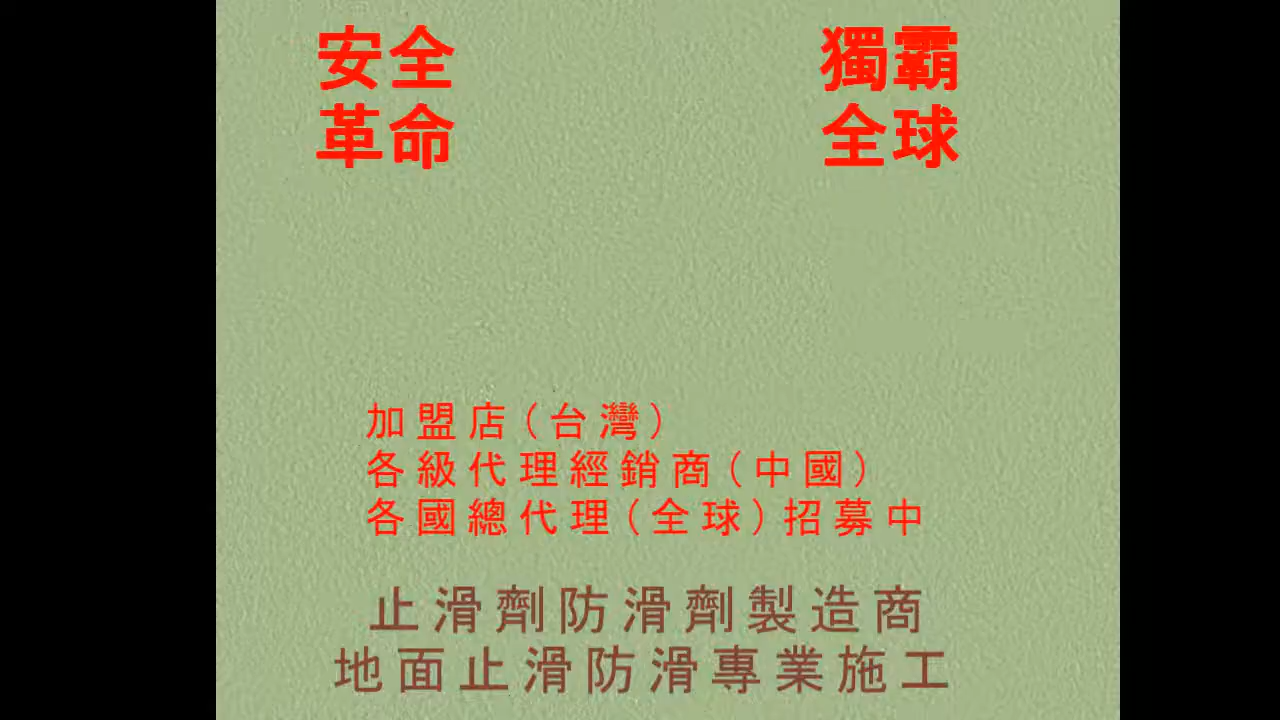 安全
革命
獨霸
全球
加盟店(台灣)
各級代理經銷商(中國)
各國總代理(全球)招募中
止滑劑防滑劑製造商
地面止滑防滑專業施工